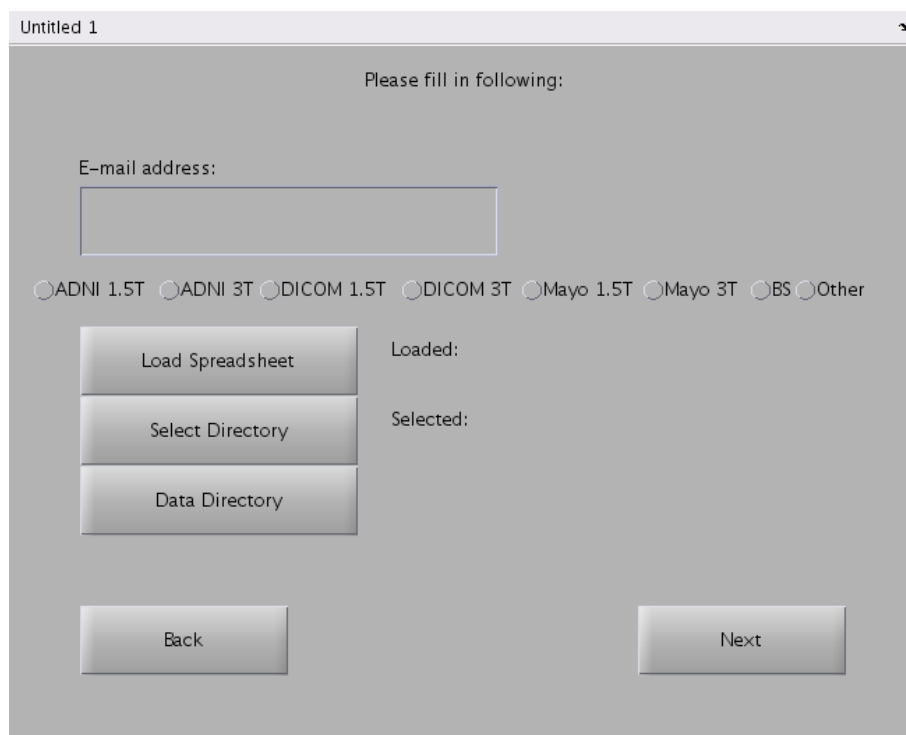 Untitled 1
Please fill in following:
E-mail address:
ADNI 1.5T ADNI 3T DICOM 1.5T DICOM 3T Mayo 1.5T Mayo 3T BS Other
Load Spreadsheet Loaded:
Select Directory Selected:
Data Directory
Back Next